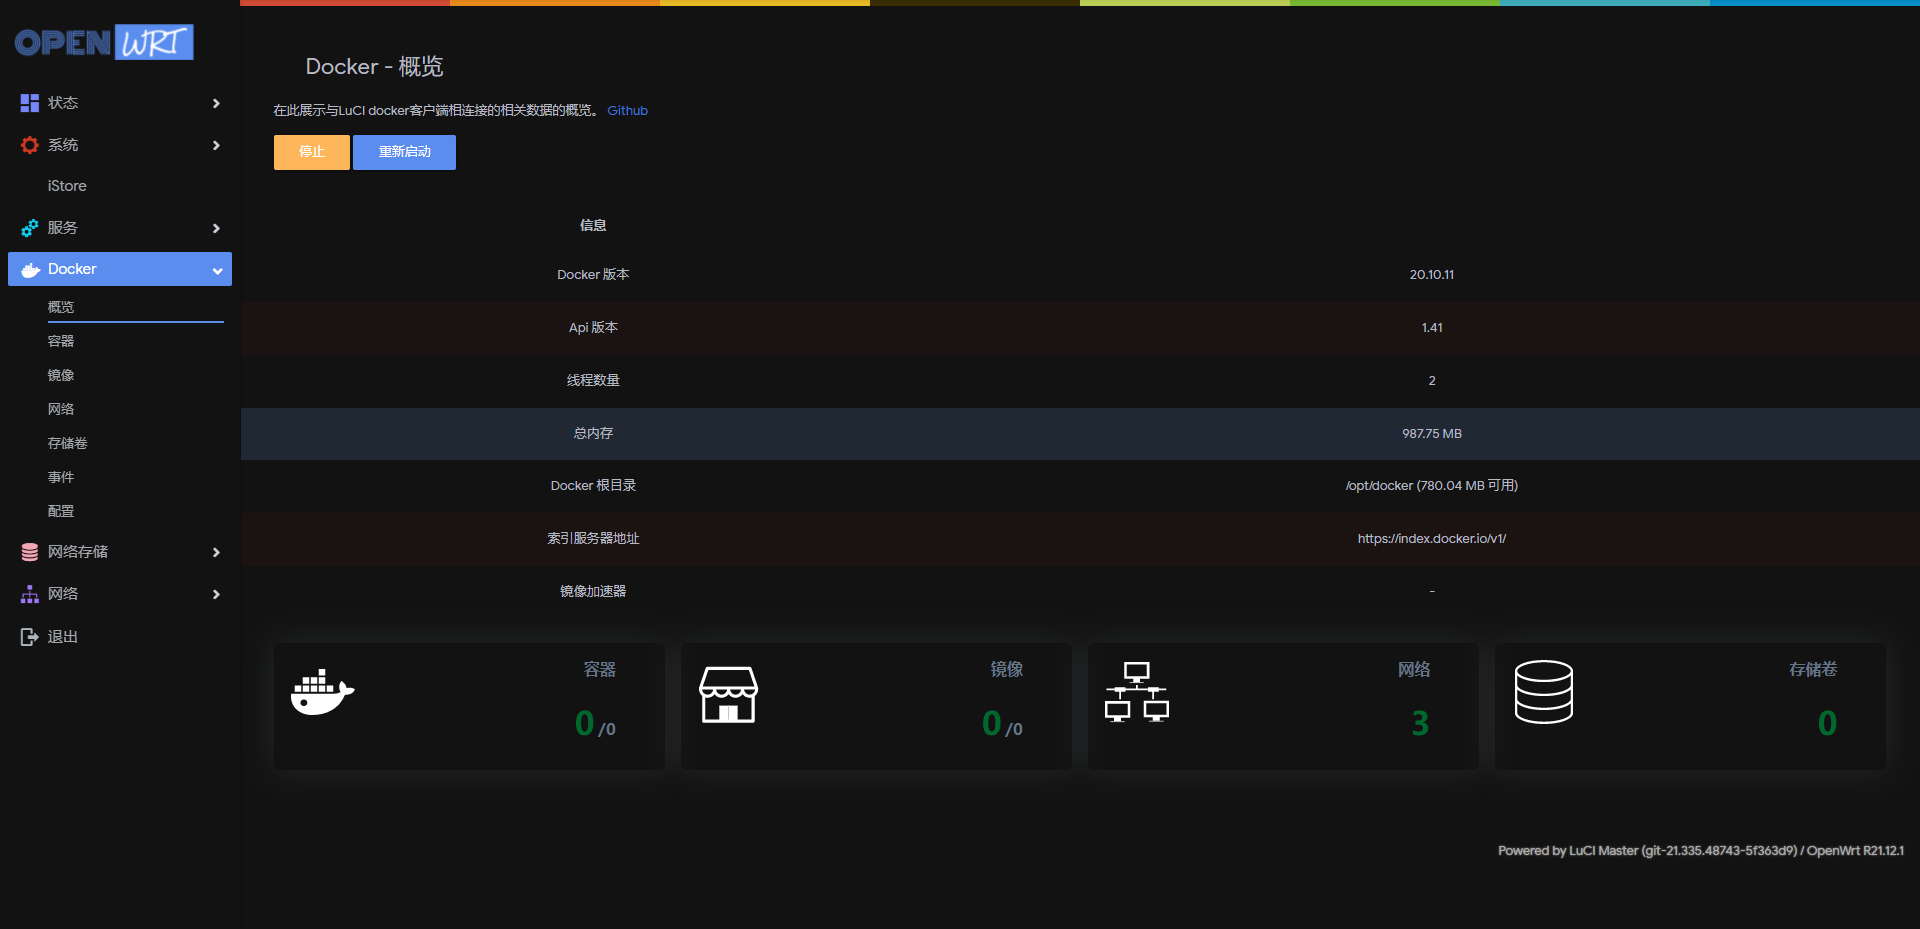 OPENWRT
状态
系统
iStore
服务
Docker
概览
容器
镜像
网络
存储卷
事件
配置
网络存储
网络
退出
Docker - 概览
在此展示与LuCI docker客户端相连接的相关数据的概览。 Github
停止 重新启动
信息
Docker 版本 20.10.11
Api 版本 1.41
线程数量 2
总内存 987.75 MB
Docker 根目录 /opt/docker (780.04 MB 可用)
索引服务器地址 https://index.docker.io/v1/
镜像加速器 -
容器
0/0
镜像
0/0
网络
3
存储卷
0
Powered by LuCI Master (git-21.335.48743-5f363d9) / OpenWrt R21.12.1